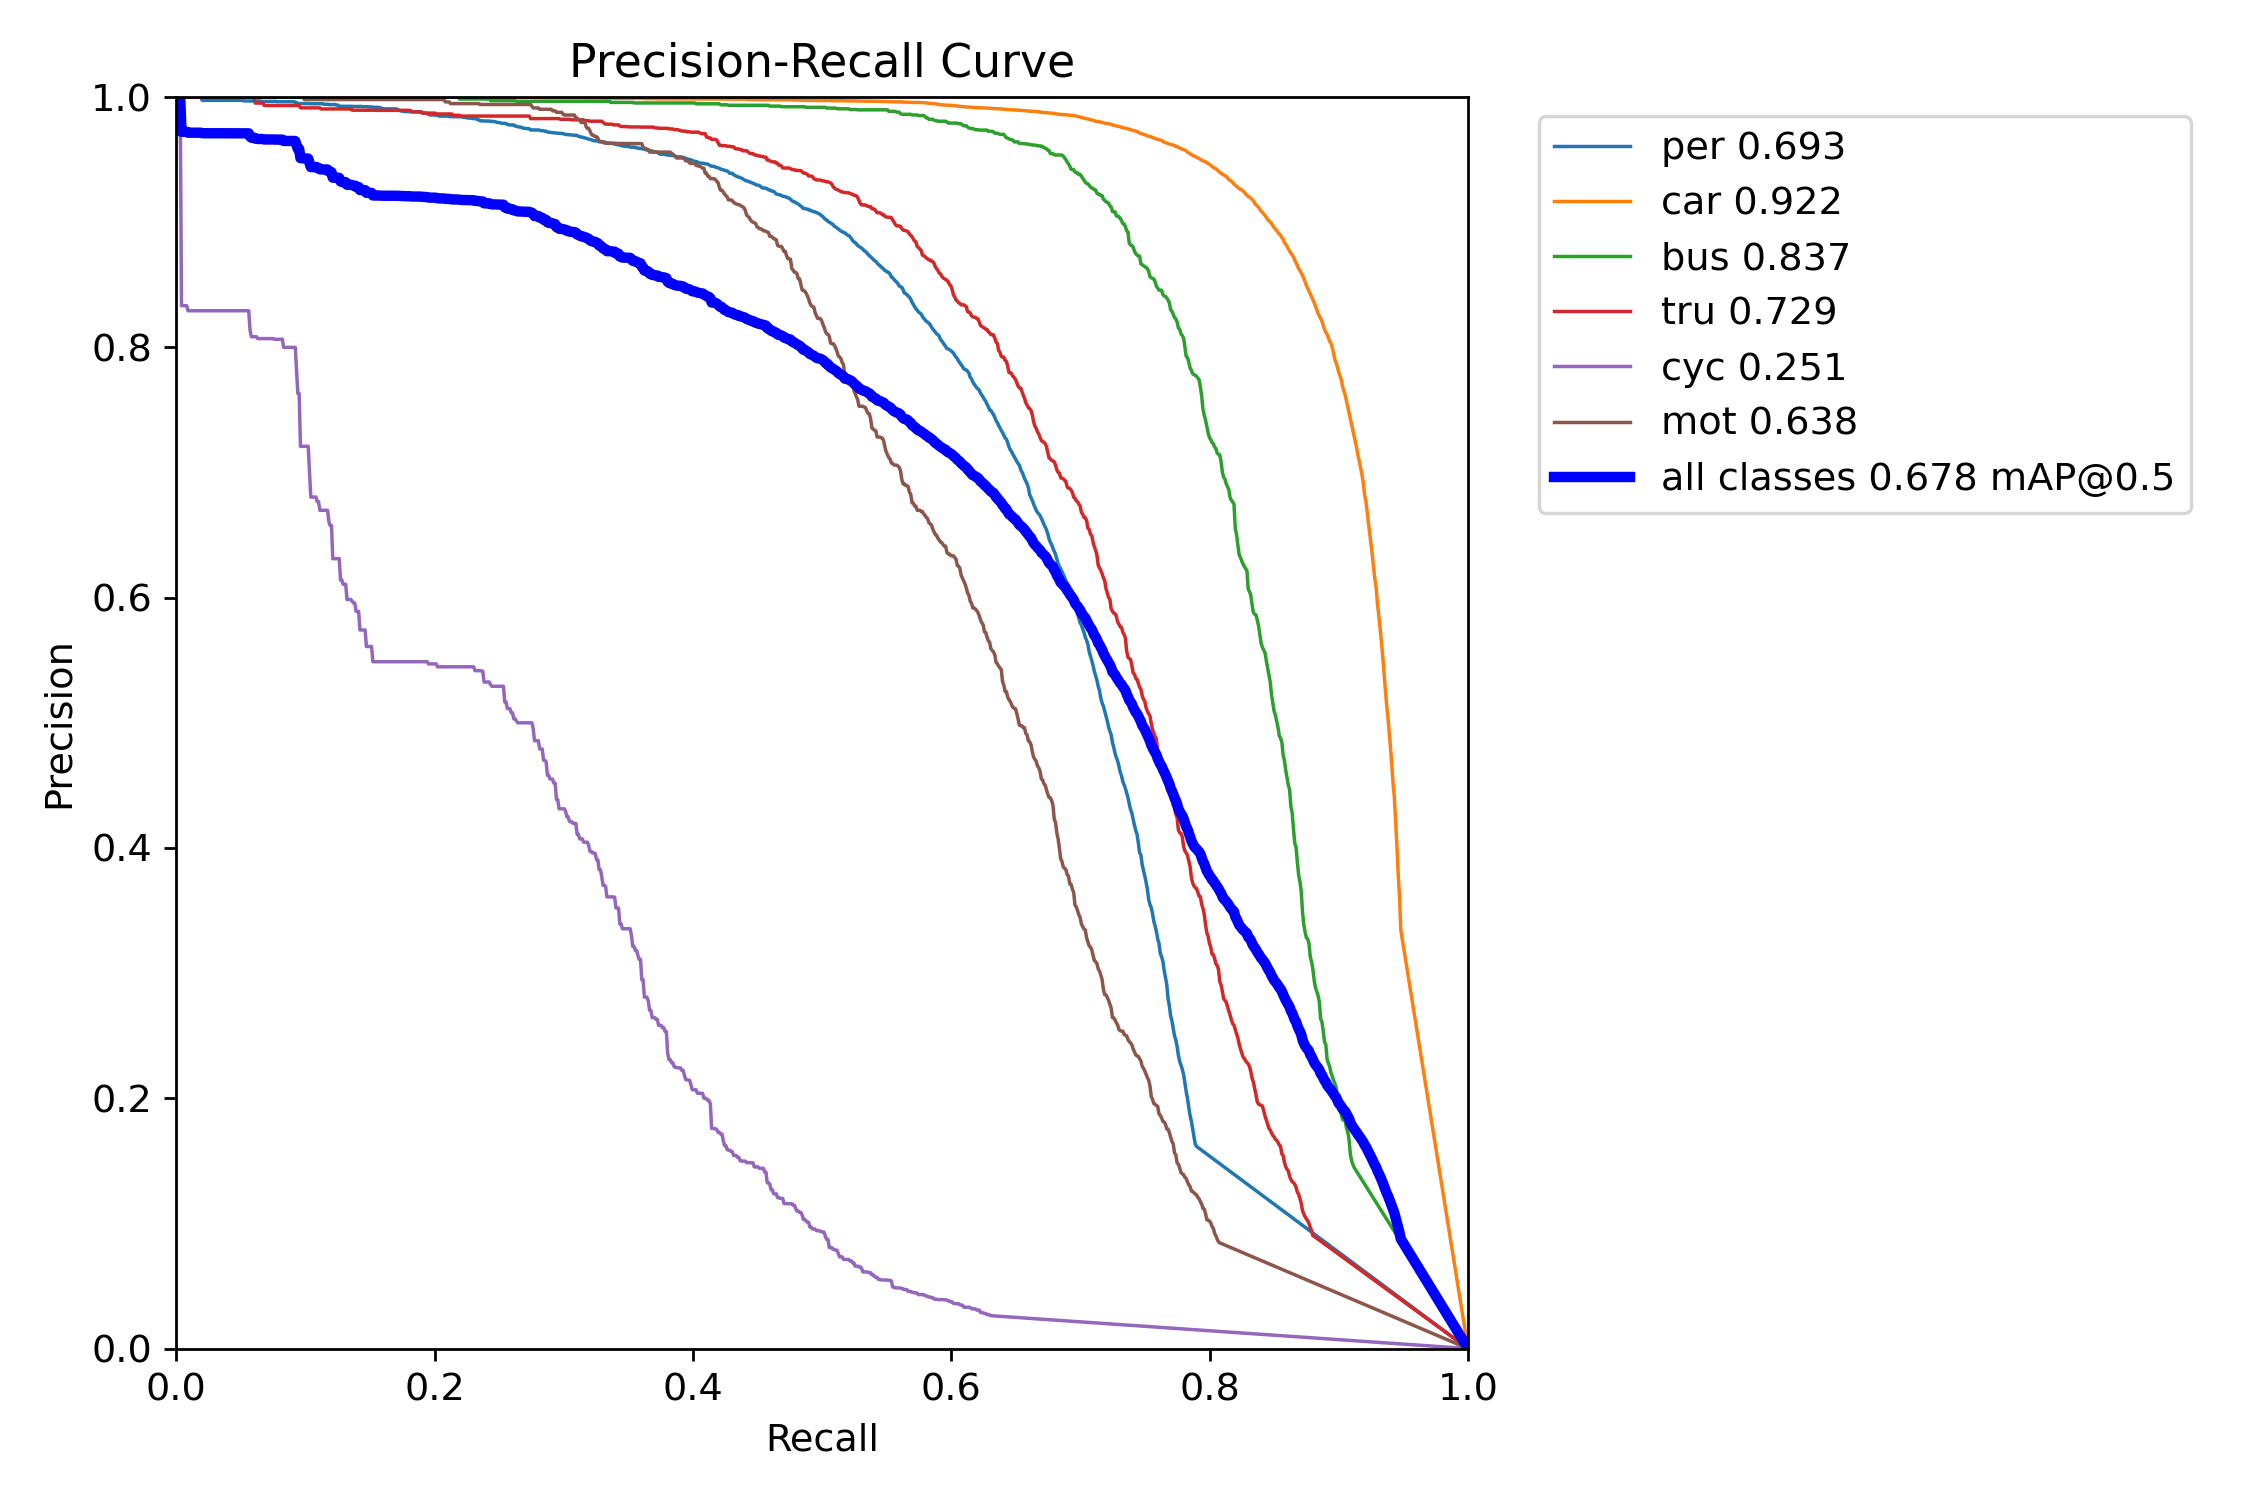 Precision-Recall Curve
1.0
0.8
0.6
0.4
0.2
0.0
Precision
0.0 0.2 0.4 0.6 0.8 1.0
Recall
per 0.693
car 0.922
bus 0.837
tru 0.729
cyc 0.251
mot 0.638
all classes 0.678 mAP@0.5